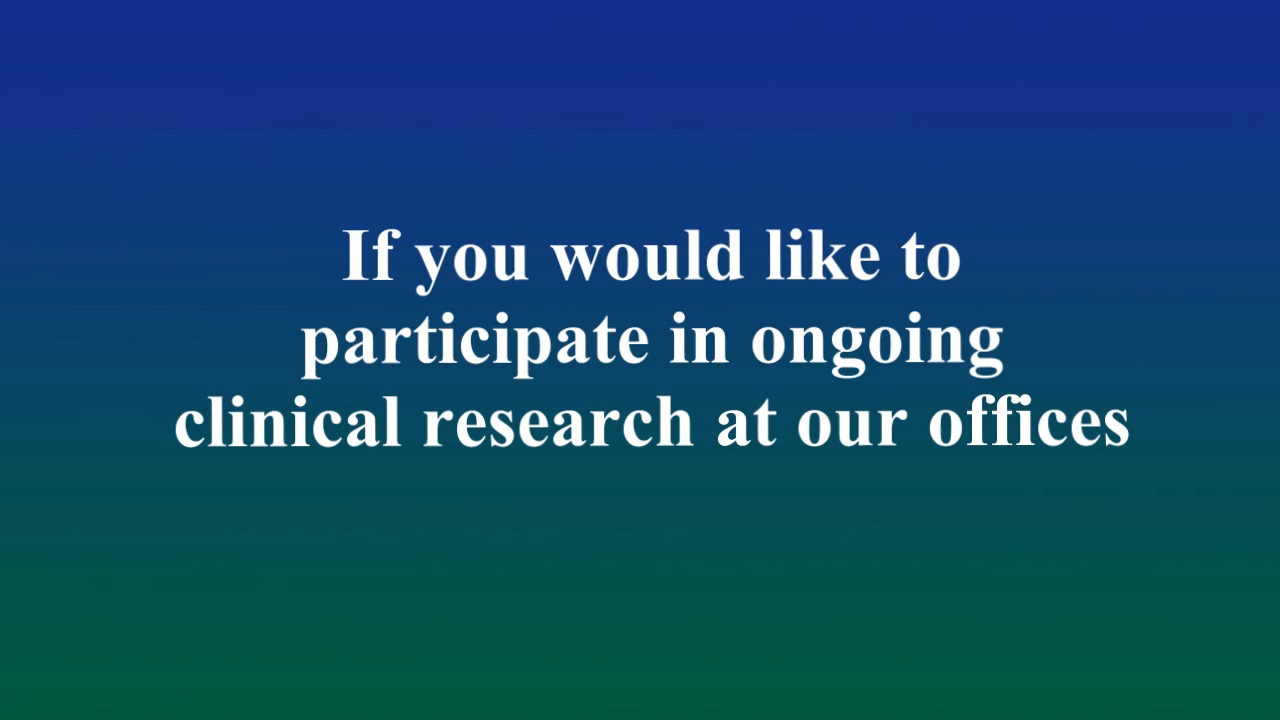 If you would like to
participate in ongoing
clinical research at our offices